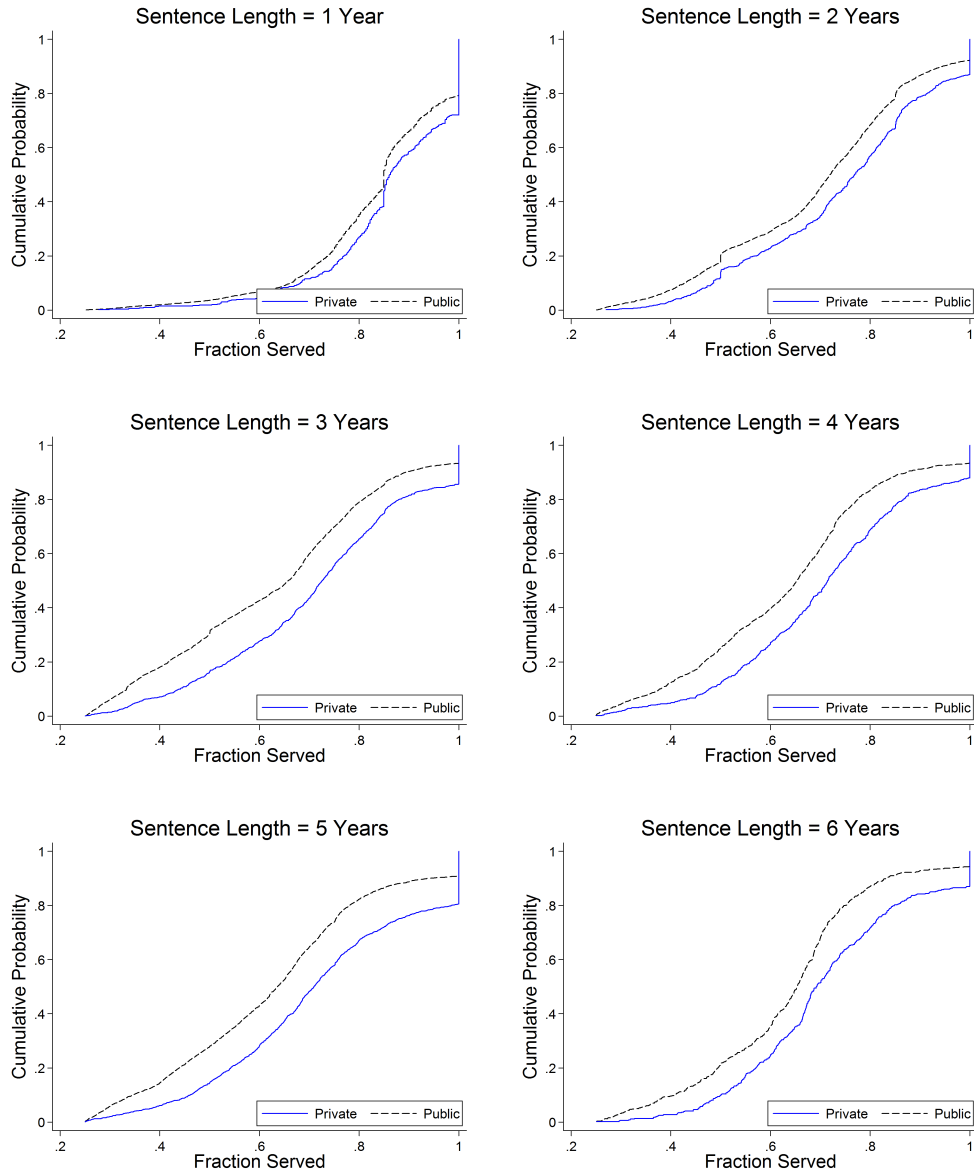 Sentence Length = 1 Year
Cumulative Probability
1
.8
.6
.4
.2
0
Private Public
.2 .4 .6 .8 1
Fraction Served
Sentence Length = 2 Years
Cumulative Probability
1
.8
.6
.4
.2
0
Private Public
.2 .4 .6 .8 1
Fraction Served
Sentence Length = 3 Years
Cumulative Probability
1
.8
.6
.4
.2
0
Private Public
.2 .4 .6 .8 1
Fraction Served
Sentence Length = 4 Years
Cumulative Probability
1
.8
.6
.4
.2
0
Private Public
.2 .4 .6 .8 1
Fraction Served
Sentence Length = 5 Years
Cumulative Probability
1
.8
.6
.4
.2
0
Private Public
.2 .4 .6 .8 1
Fraction Served
Sentence Length = 6 Years
Cumulative Probability
1
.8
.6
.4
.2
0
Private Public
.2 .4 .6 .8 1
Fraction Served